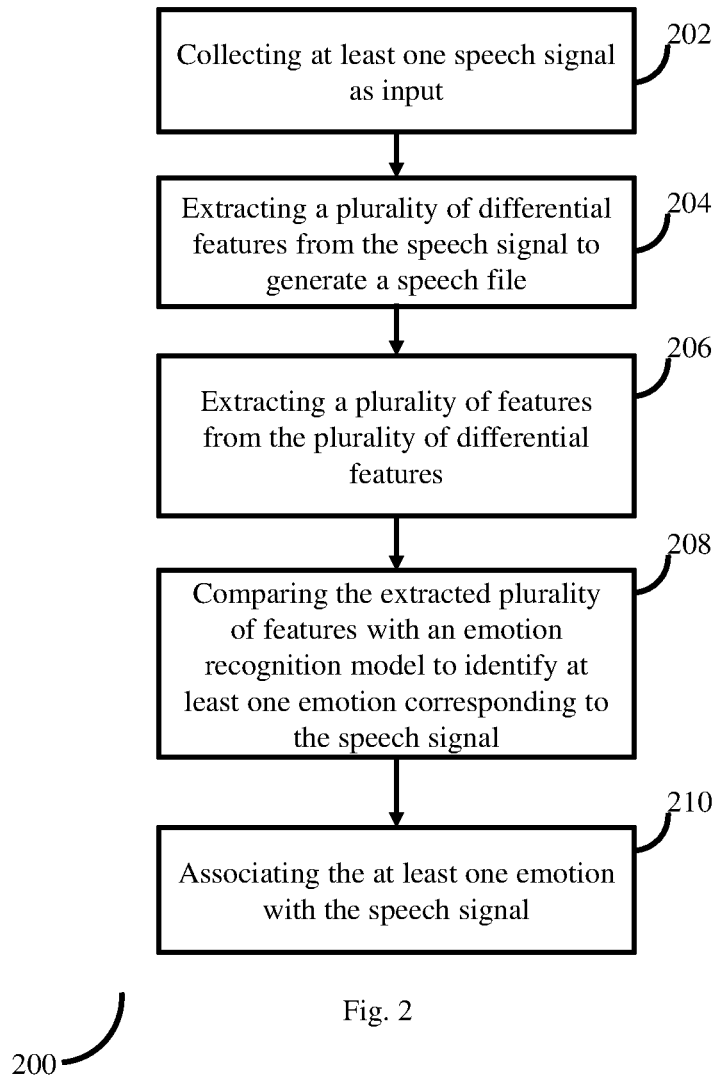 202
Collecting at least one speech signal
as input
204
Extracting a plurality of differential
features from the speech signal to
generate a speech file
206
Extracting a plurality of features
from the plurality of differential
features
208
Comparing the extracted plurality
of features with an emotion
recognition model to identify at
least one emotion corresponding to
the speech signal
210
Associating the at least one emotion
with the speech signal
Fig. 2
200